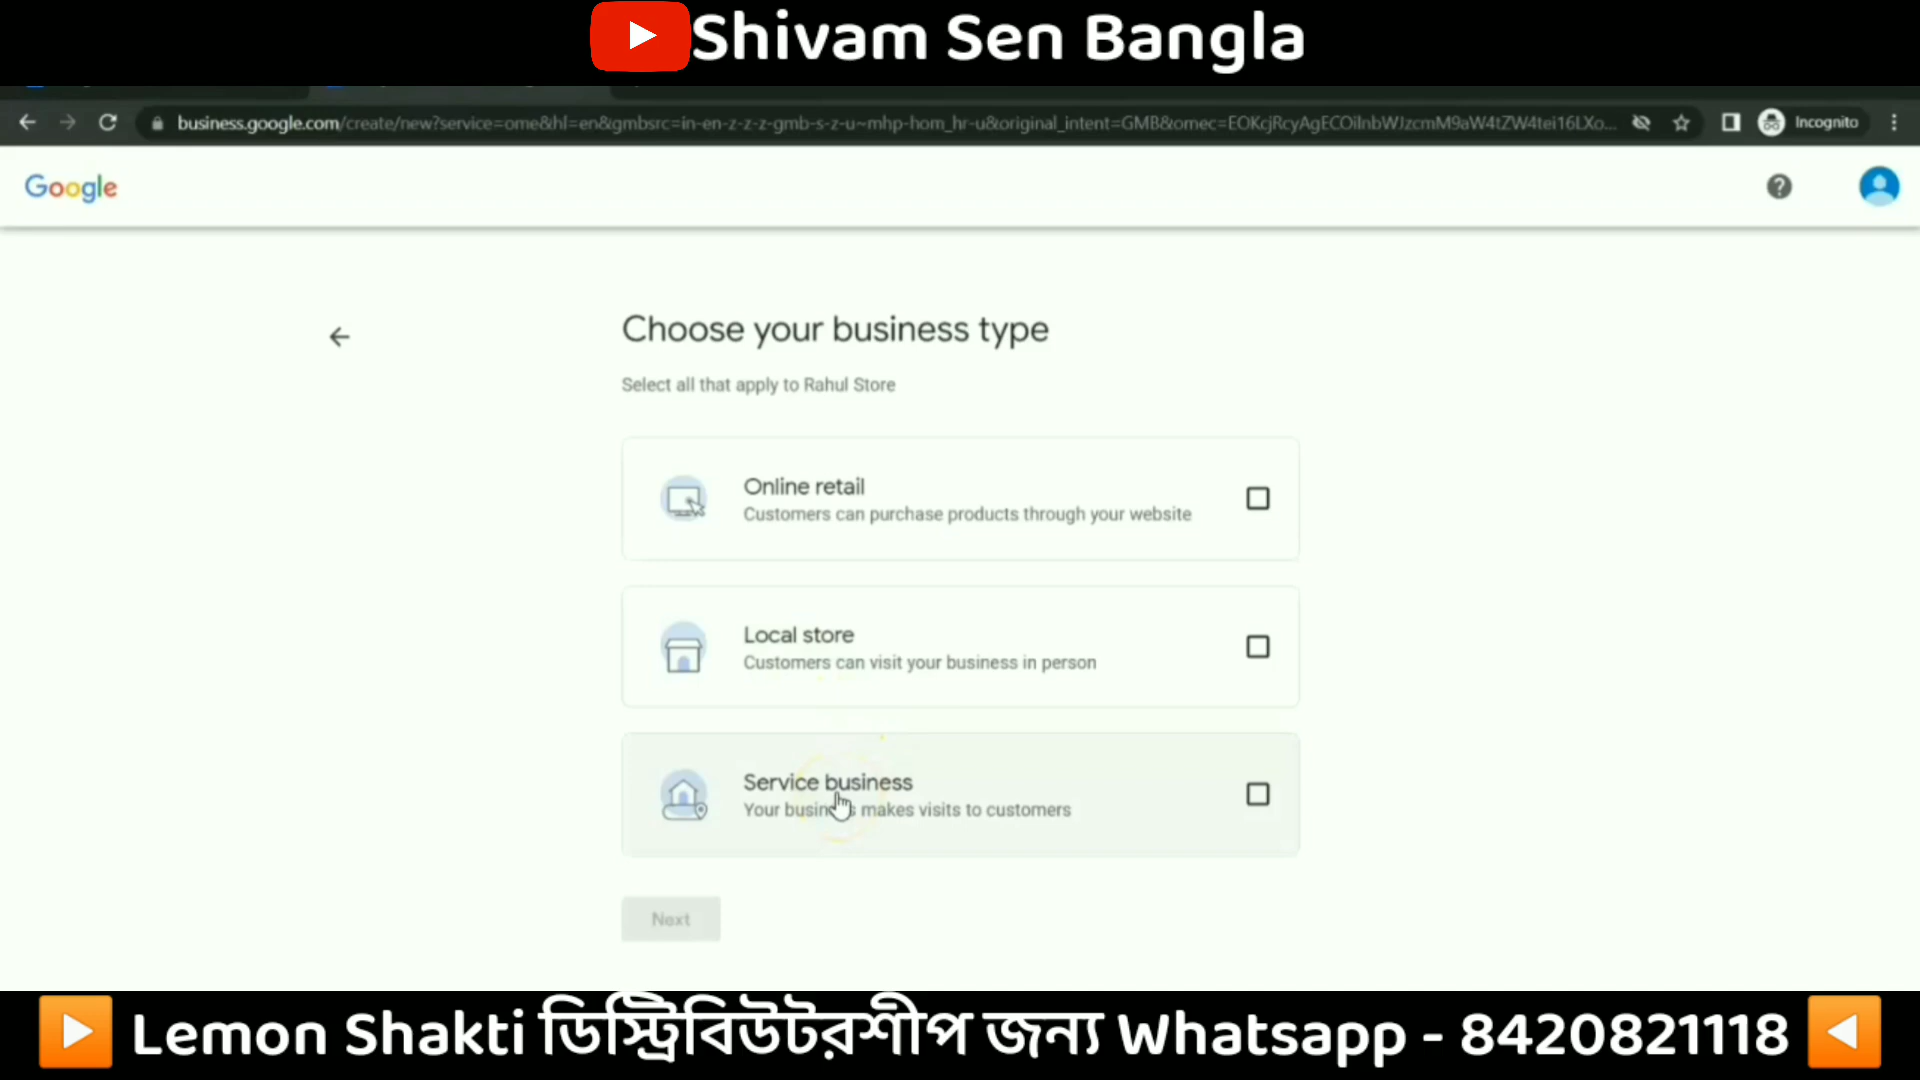 Shivam Sen Bangla
business.google.com/create/new?service=ome&hl=en&gmbsrc=in-en-z-z-z-gmb-s-z-u~mhp-hom_hr-u&original_intent=GMB&omec=EOKcjRcyAgECOilnbWJzcmM9aW4tZW4tei16LXo...
Incognito
Google
Choose your business type
Select all that apply to Rahul Store
Online retail
Customers can purchase products through your website
Local store
Customers can visit your business in person
Service business
Your business makes visits to customers
Next
Lemon Shakti ডিস্ট্রিবিউটরশীপ জন্য Whatsapp - 8420821118